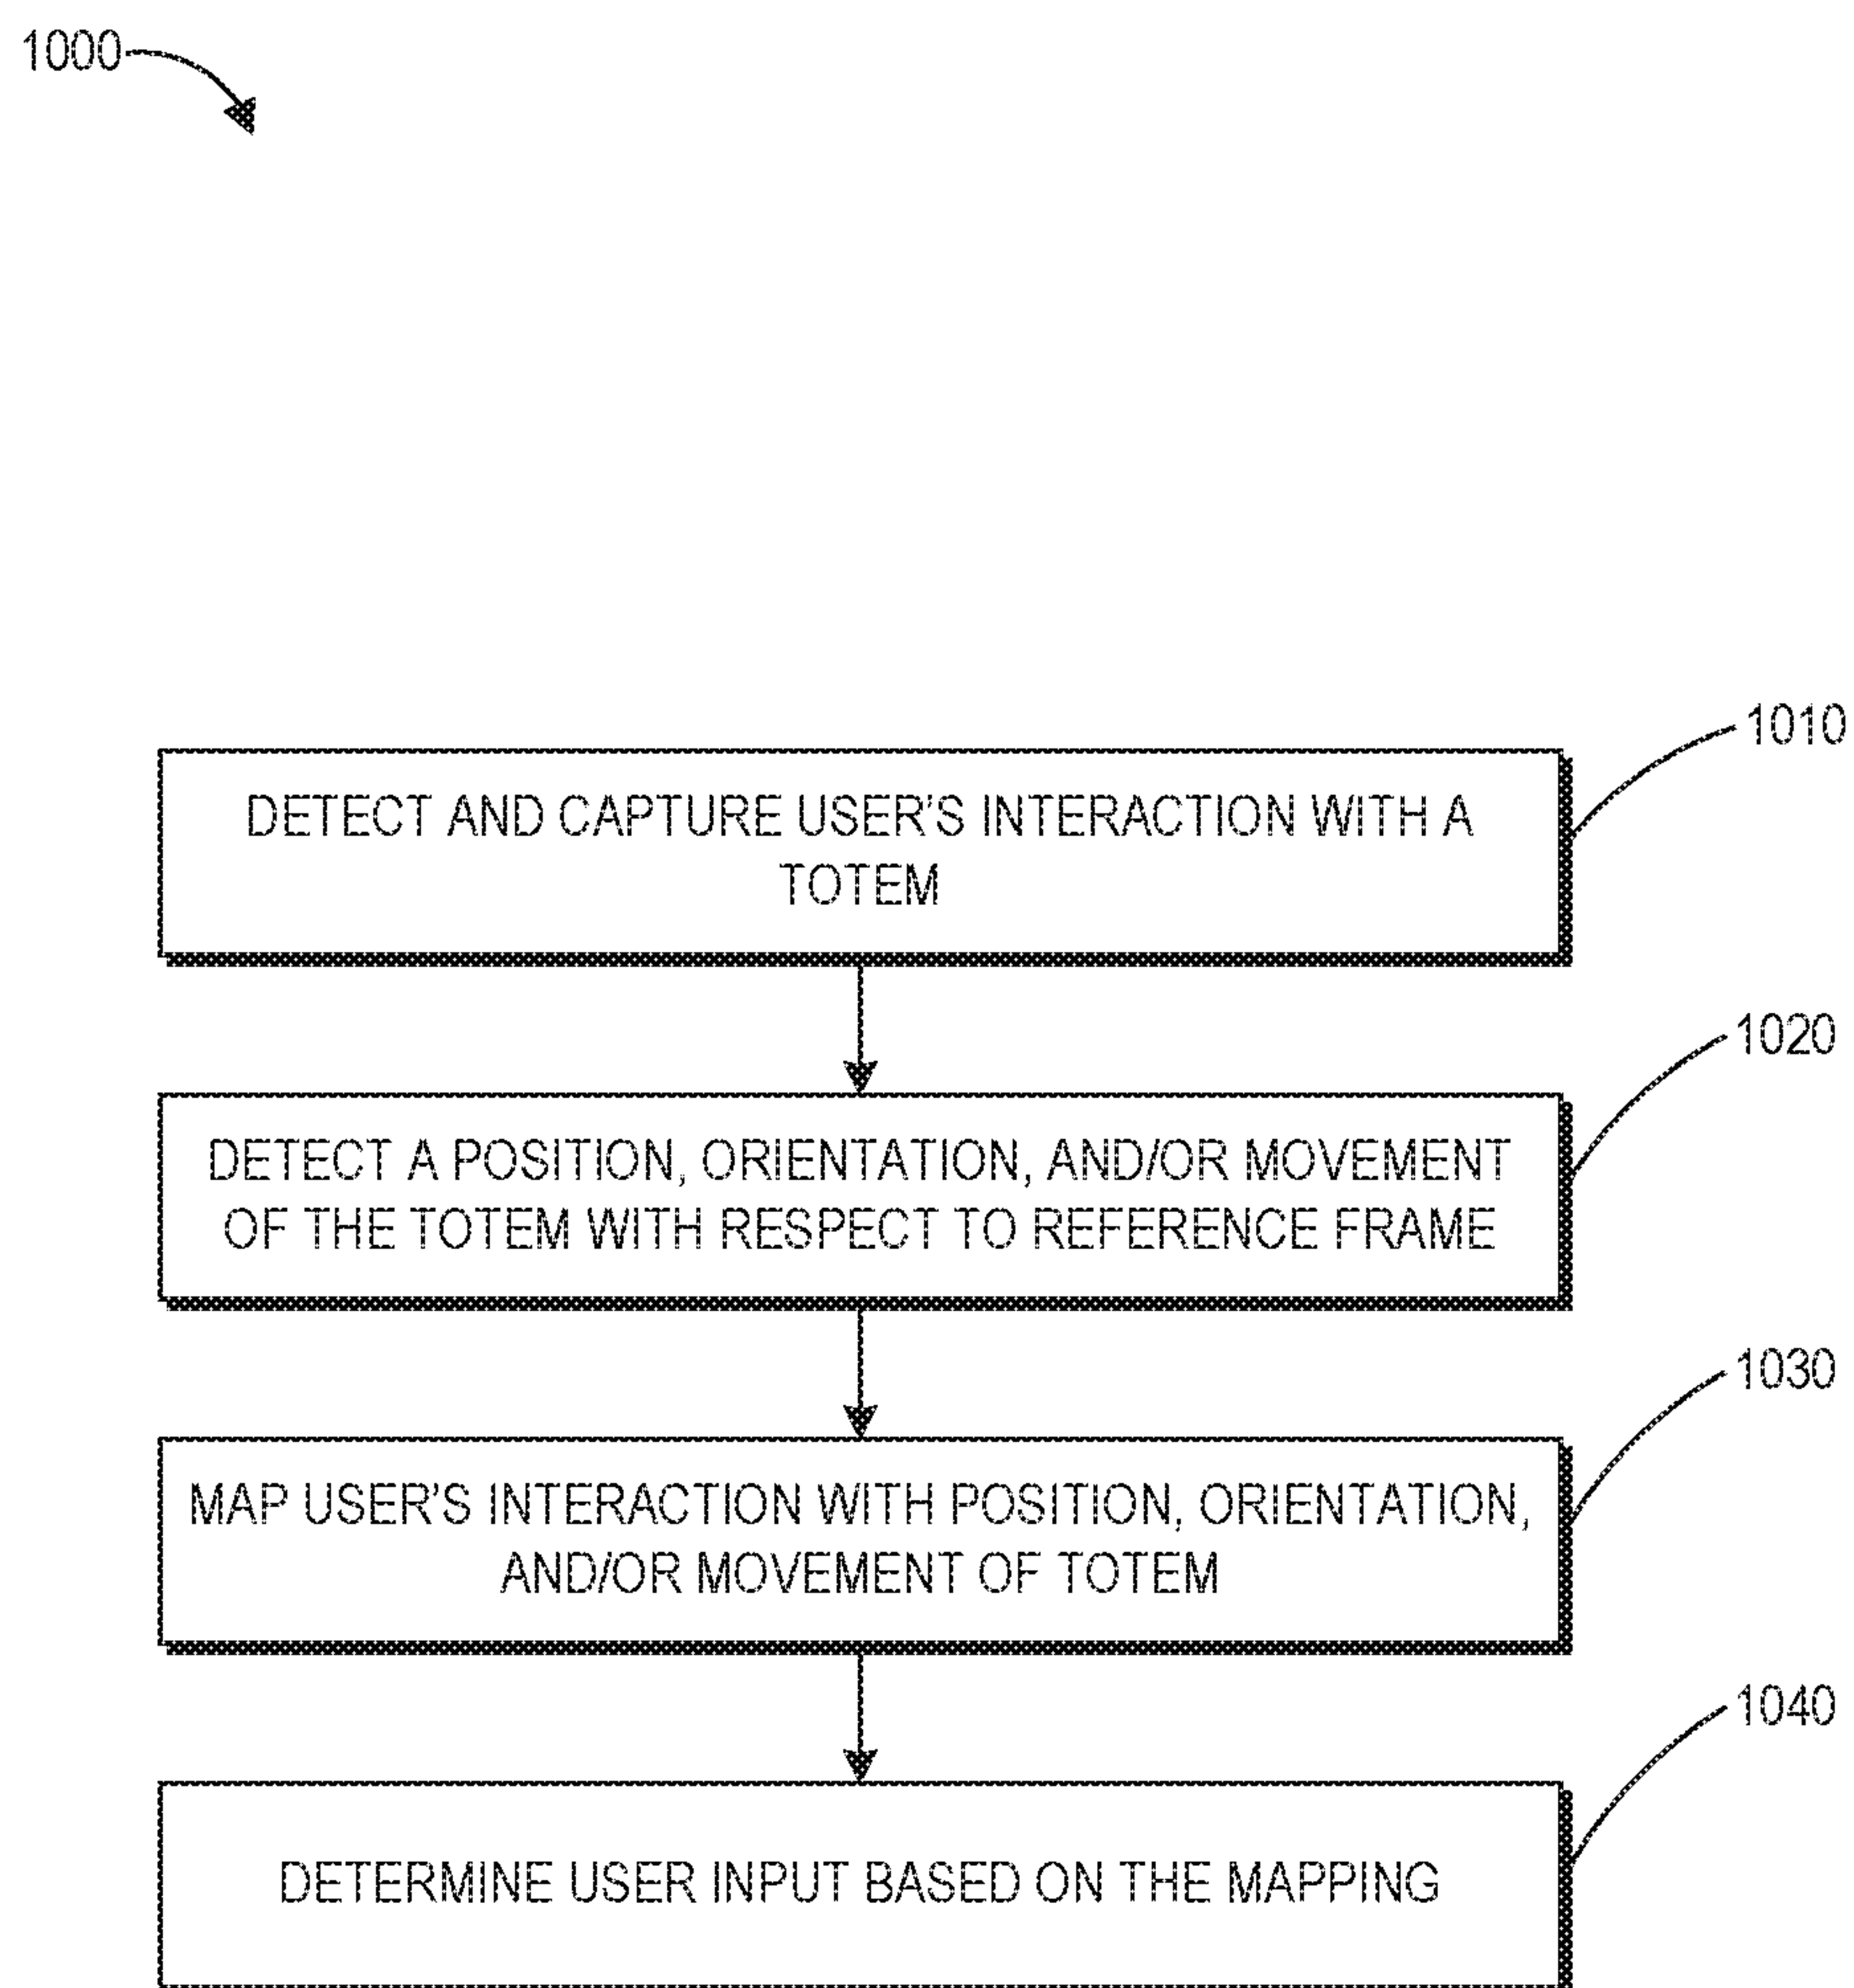 1000
1010
DETECT AND CAPTURE USER'S INTERACTION WITH A
TOTEM
1020
DETECT A POSITION, ORIENTATION, AND/OR MOVEMENT
OF THE TOTEM WITH RESPECT TO REFERENCE FRAME
1030
MAP USER'S INTERACTION WITH POSITION, ORIENTATION,
AND/OR MOVEMENT OF TOTEM
1040
DETERMINE USER INPUT BASED ON THE MAPPING